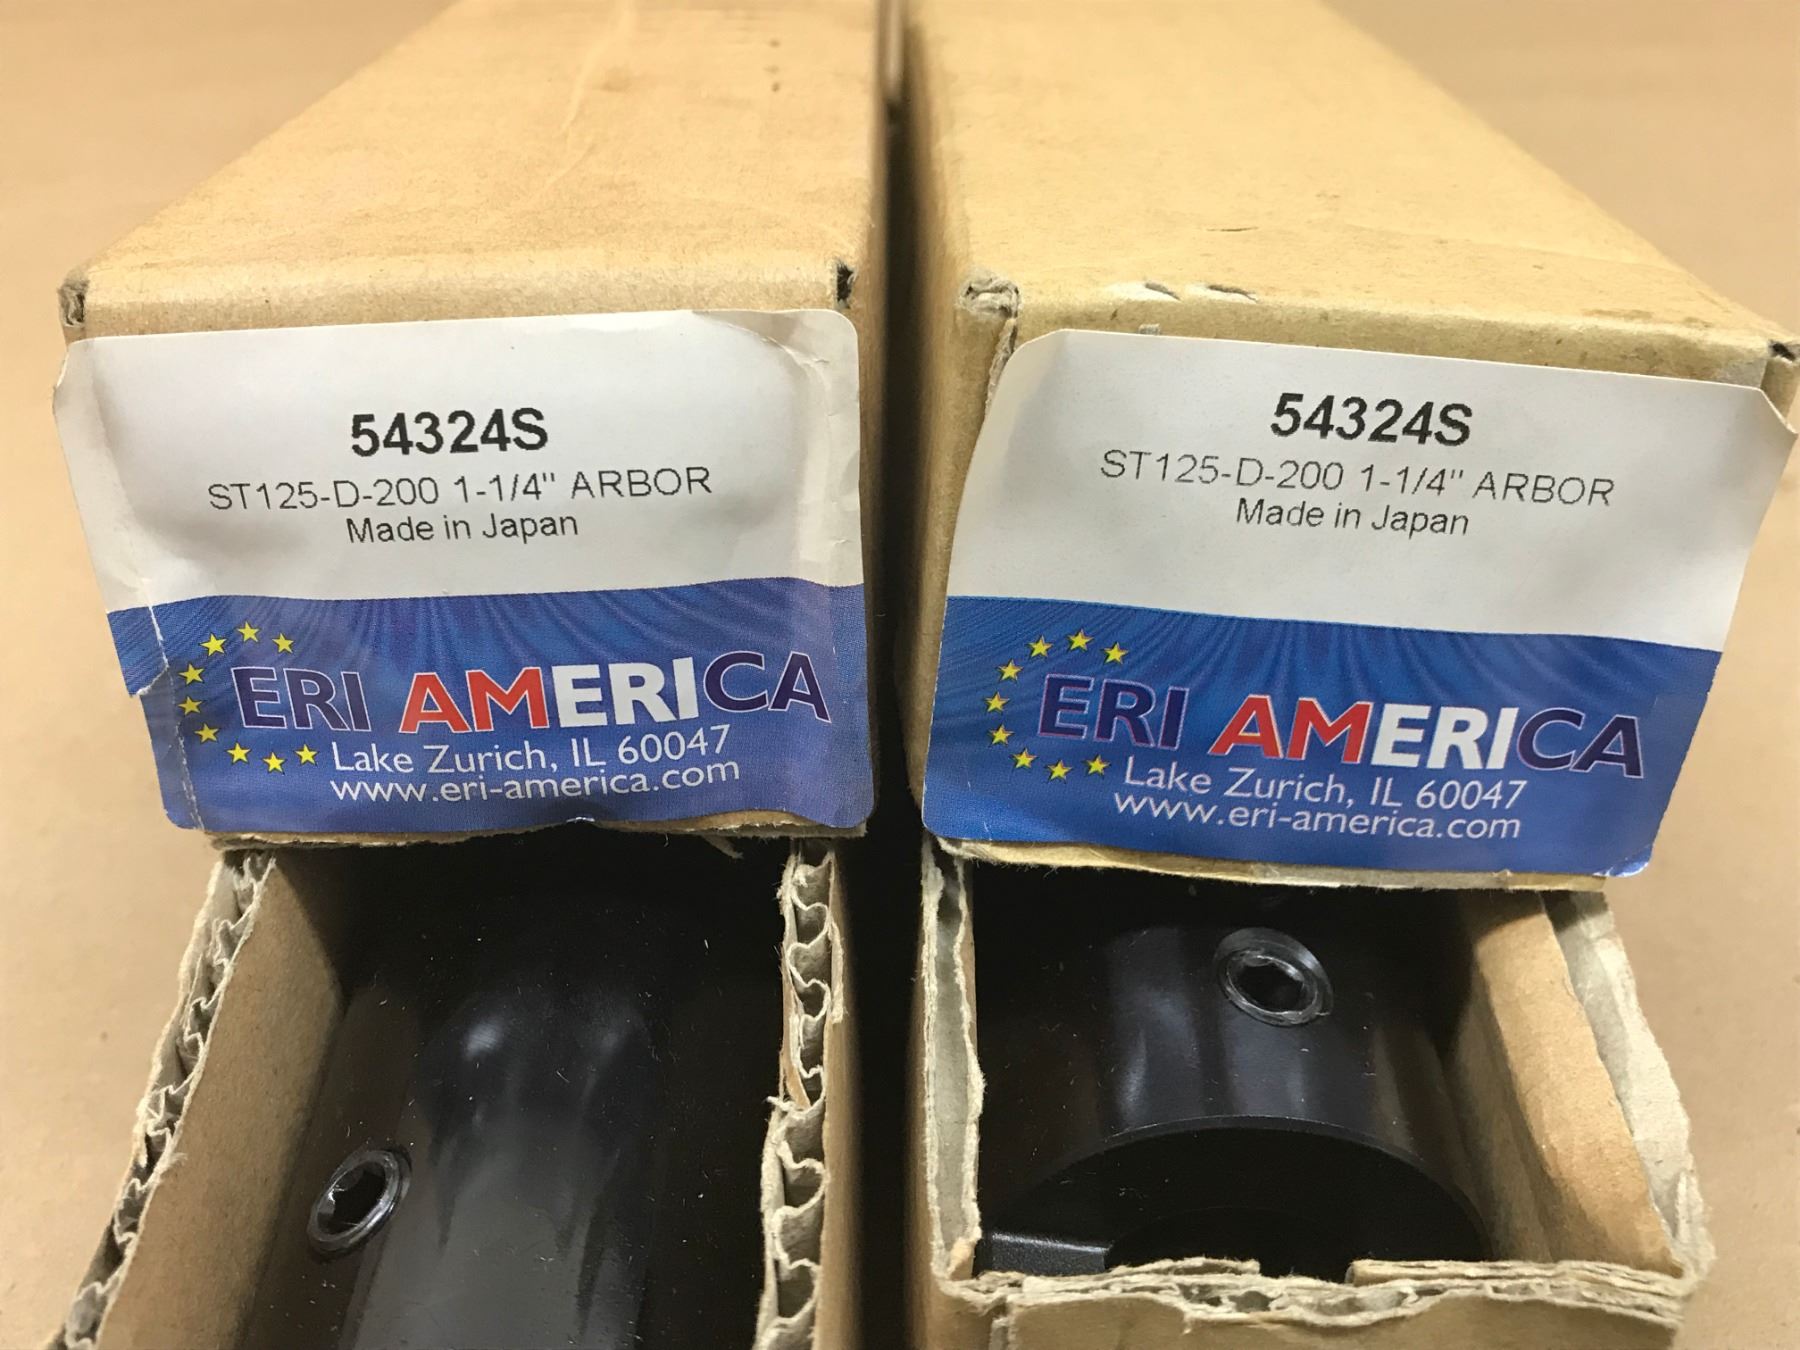 54324S
ST125-D-200 1-1/4" ARBOR
Made in Japan
ERI AMERICA
Lake Zurich, IL 60047
www.eri-america.com
54324S
ST125-D-200 1-1/4" ARBOR
Made in Japan
ERI AMERICA
Lake Zurich, IL 60047
www.eri-america.com